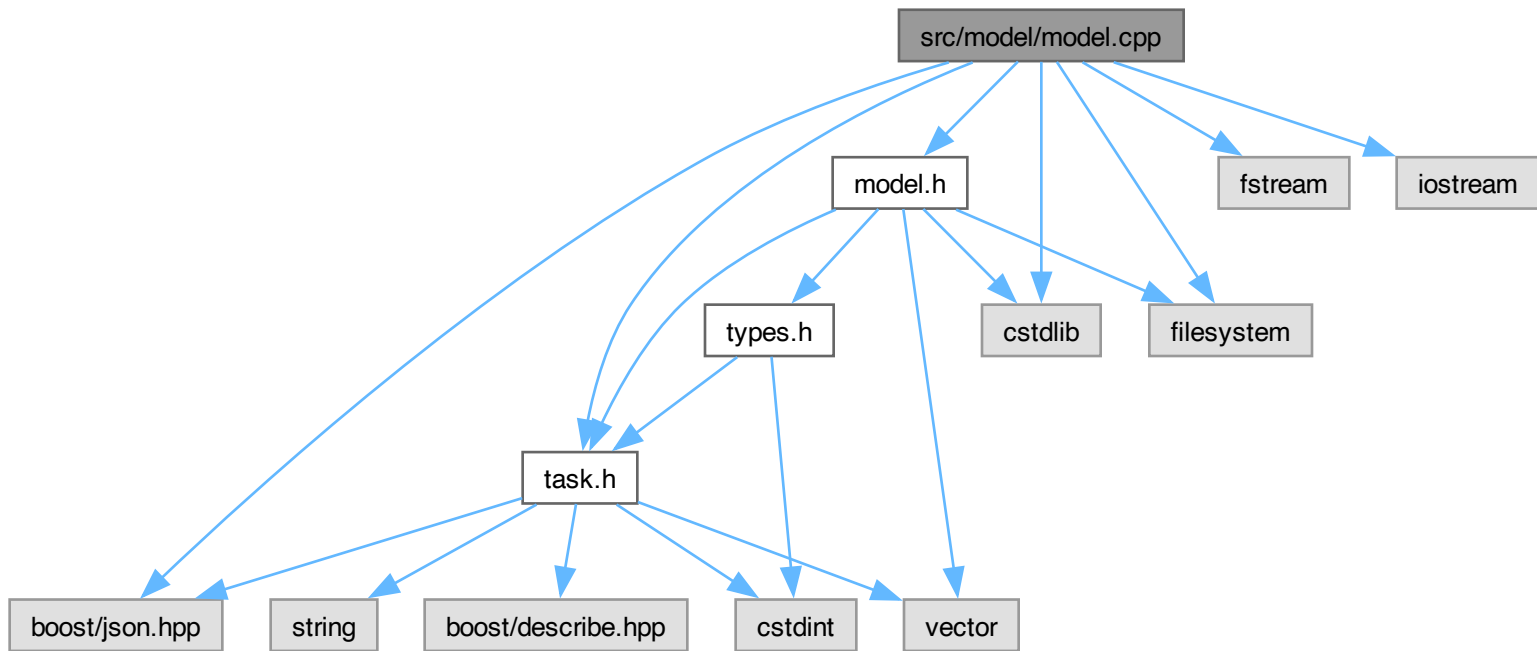 src/model/model.cpp
model.h
fstream
iostream
types.h
cstdlib
filesystem
task.h
boost/json.hpp
string
boost/describe.hpp
cstdint
vector